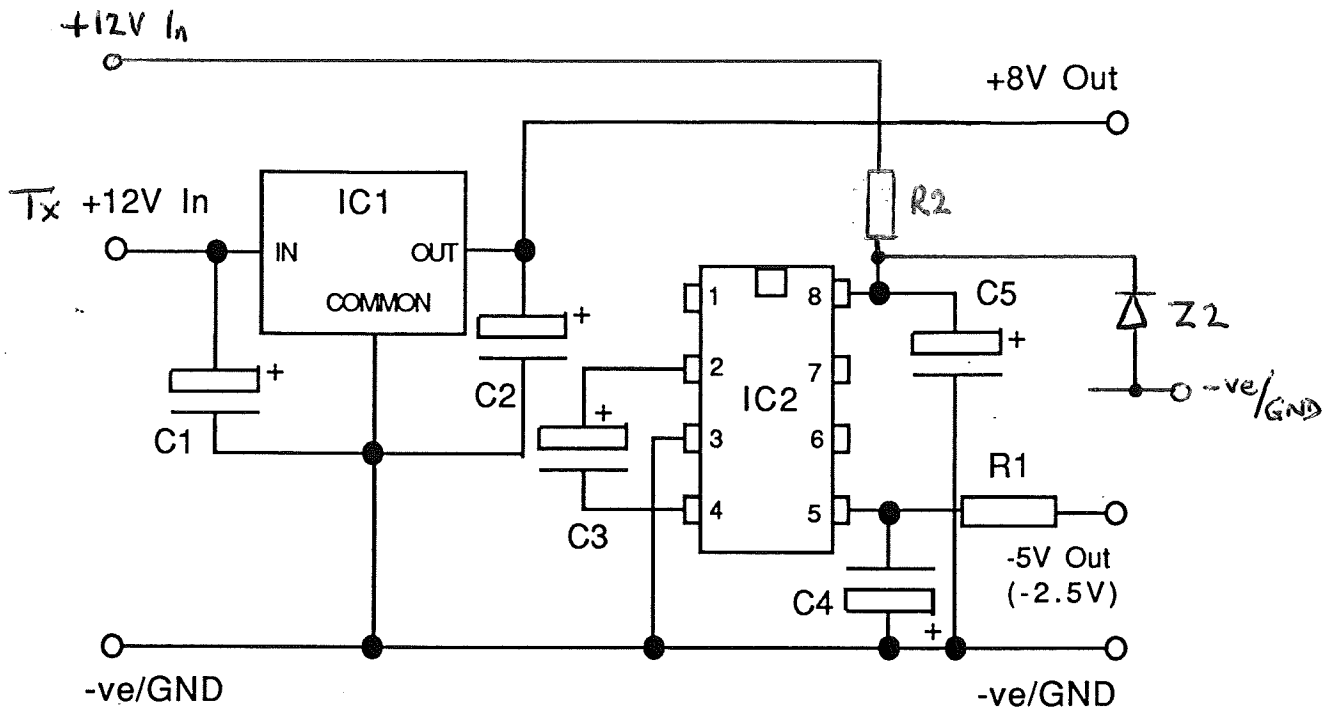 +12V In
+8V Out
Tx +12V In
IC1
IN
OUT
COMMON
R2
C1
+
C2
+
C3
+
1
2
3
4
8
7
6
5
IC2
C5
+
Z2
-ve/GND
R1
-5V Out
(-2.5V)
C4
+
-ve/GND
-ve/GND